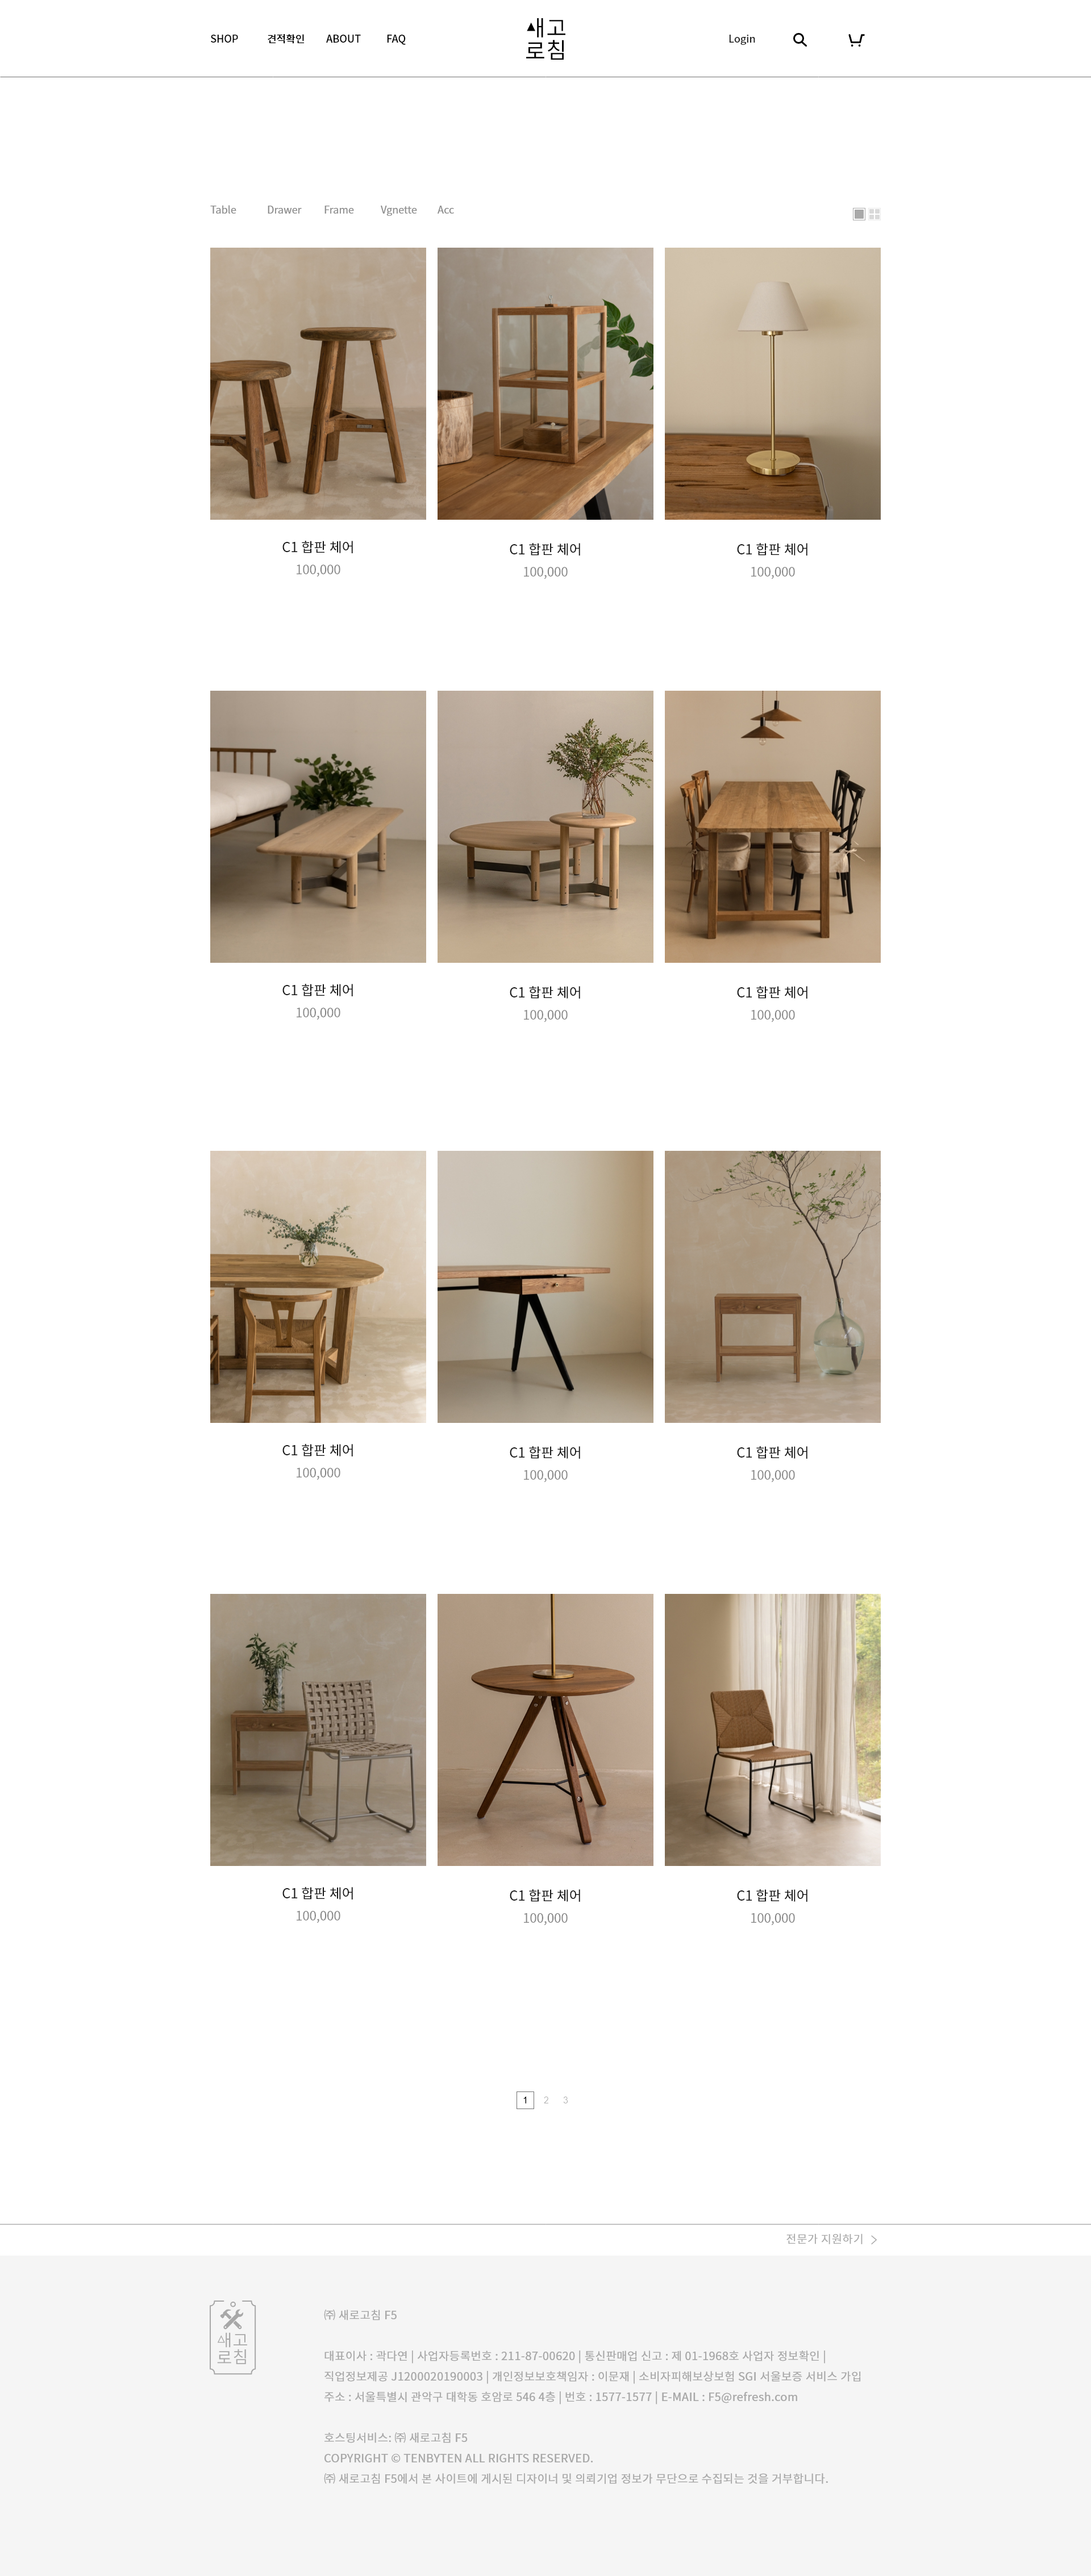 SHOP 견적확인 ABOUT FAQ
새고
로침
Login
Table Drawer Frame Vgnette Acc
C1 합판 체어 C1 합판 체어 C1 합판 체어
100,000 100,000 100,000
C1 합판 체어 C1 합판 체어 C1 합판 체어
100,000 100,000 100,000
C1 합판 체어 C1 합판 체어 C1 합판 체어
100,000 100,000 100,000
C1 합판 체어 C1 합판 체어 C1 합판 체어
100,000 100,000 100,000
1 2 3
전문가 지원하기 >
새고
로침
㈜ 새로고침 F5
대표이사 : 곽다연 | 사업자등록번호 : 211-87-00620 | 통신판매업 신고 : 제 01-1968호 사업자 정보확인 |
직업정보제공 J1200020190003 | 개인정보보호책임자 : 이문재 | 소비자피해보상보험 SGI 서울보증 서비스 가입
주소 : 서울특별시 관악구 대학동 호암로 546 4층 | 번호 : 1577-1577 | E-MAIL : F5@refresh.com
호스팅서비스: ㈜ 새로고침 F5
COPYRIGHT © TENBYTEN ALL RIGHTS RESERVED.
㈜ 새로고침 F5에서 본 사이트에 게시된 디자이너 및 의뢰기업 정보가 무단으로 수집되는 것을 거부합니다.